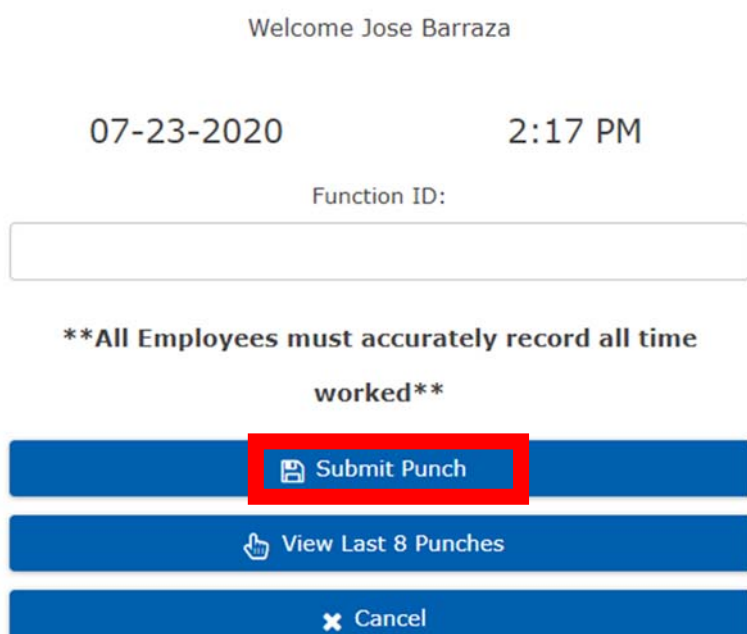 Welcome Jose Barraza
07-23-2020 2:17 PM
Function ID:
**All Employees must accurately record all time
worked**
Submit Punch
View Last 8 Punches
Cancel